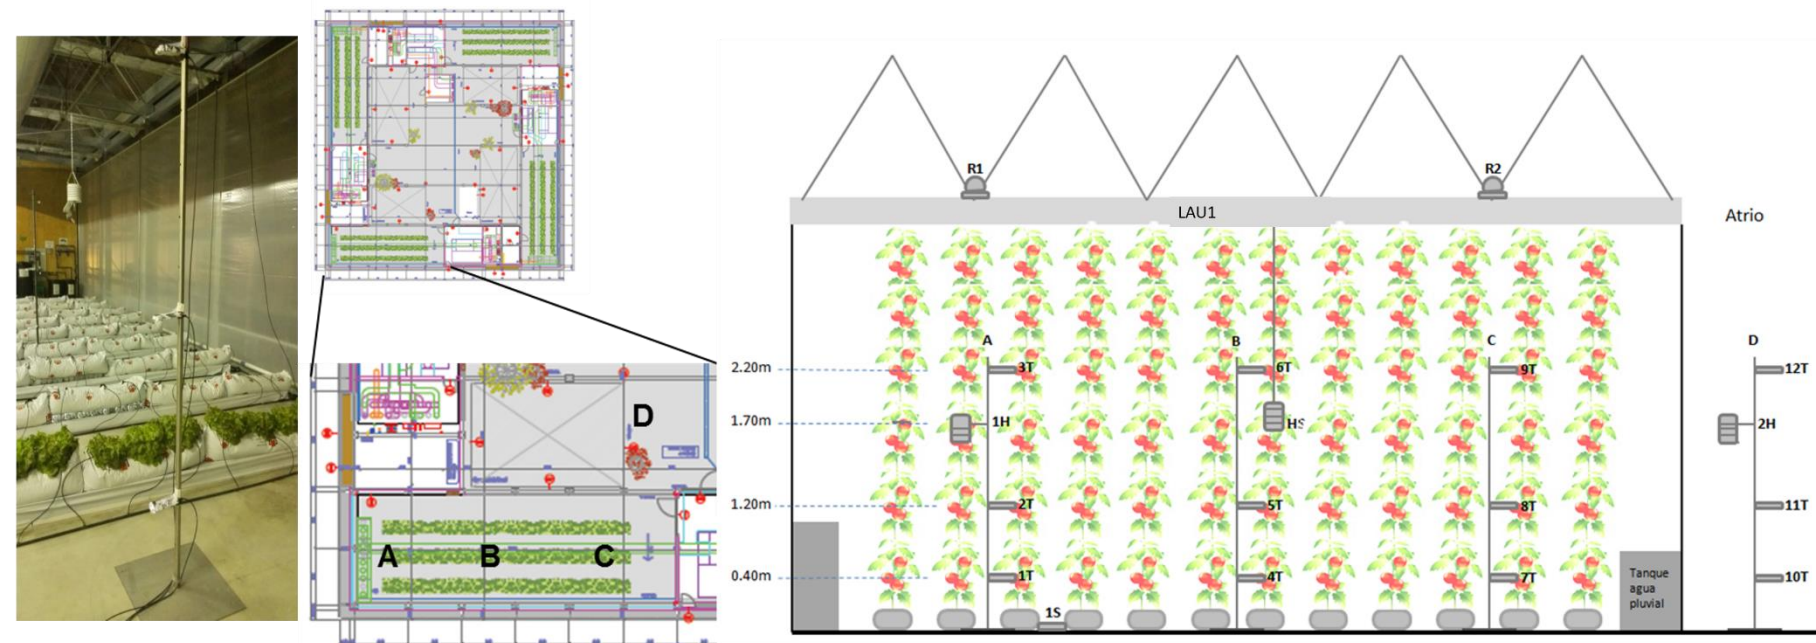 D
A B C
R1 R2
LAU1
Atrio
A B C D
2.20m 3T 6T 9T 12T
1.70m 1H HS 2H
1.20m 2T 5T 8T 11T
0.40m 1T 4T 7T 10T
Tanque
agua
pluvial
1S